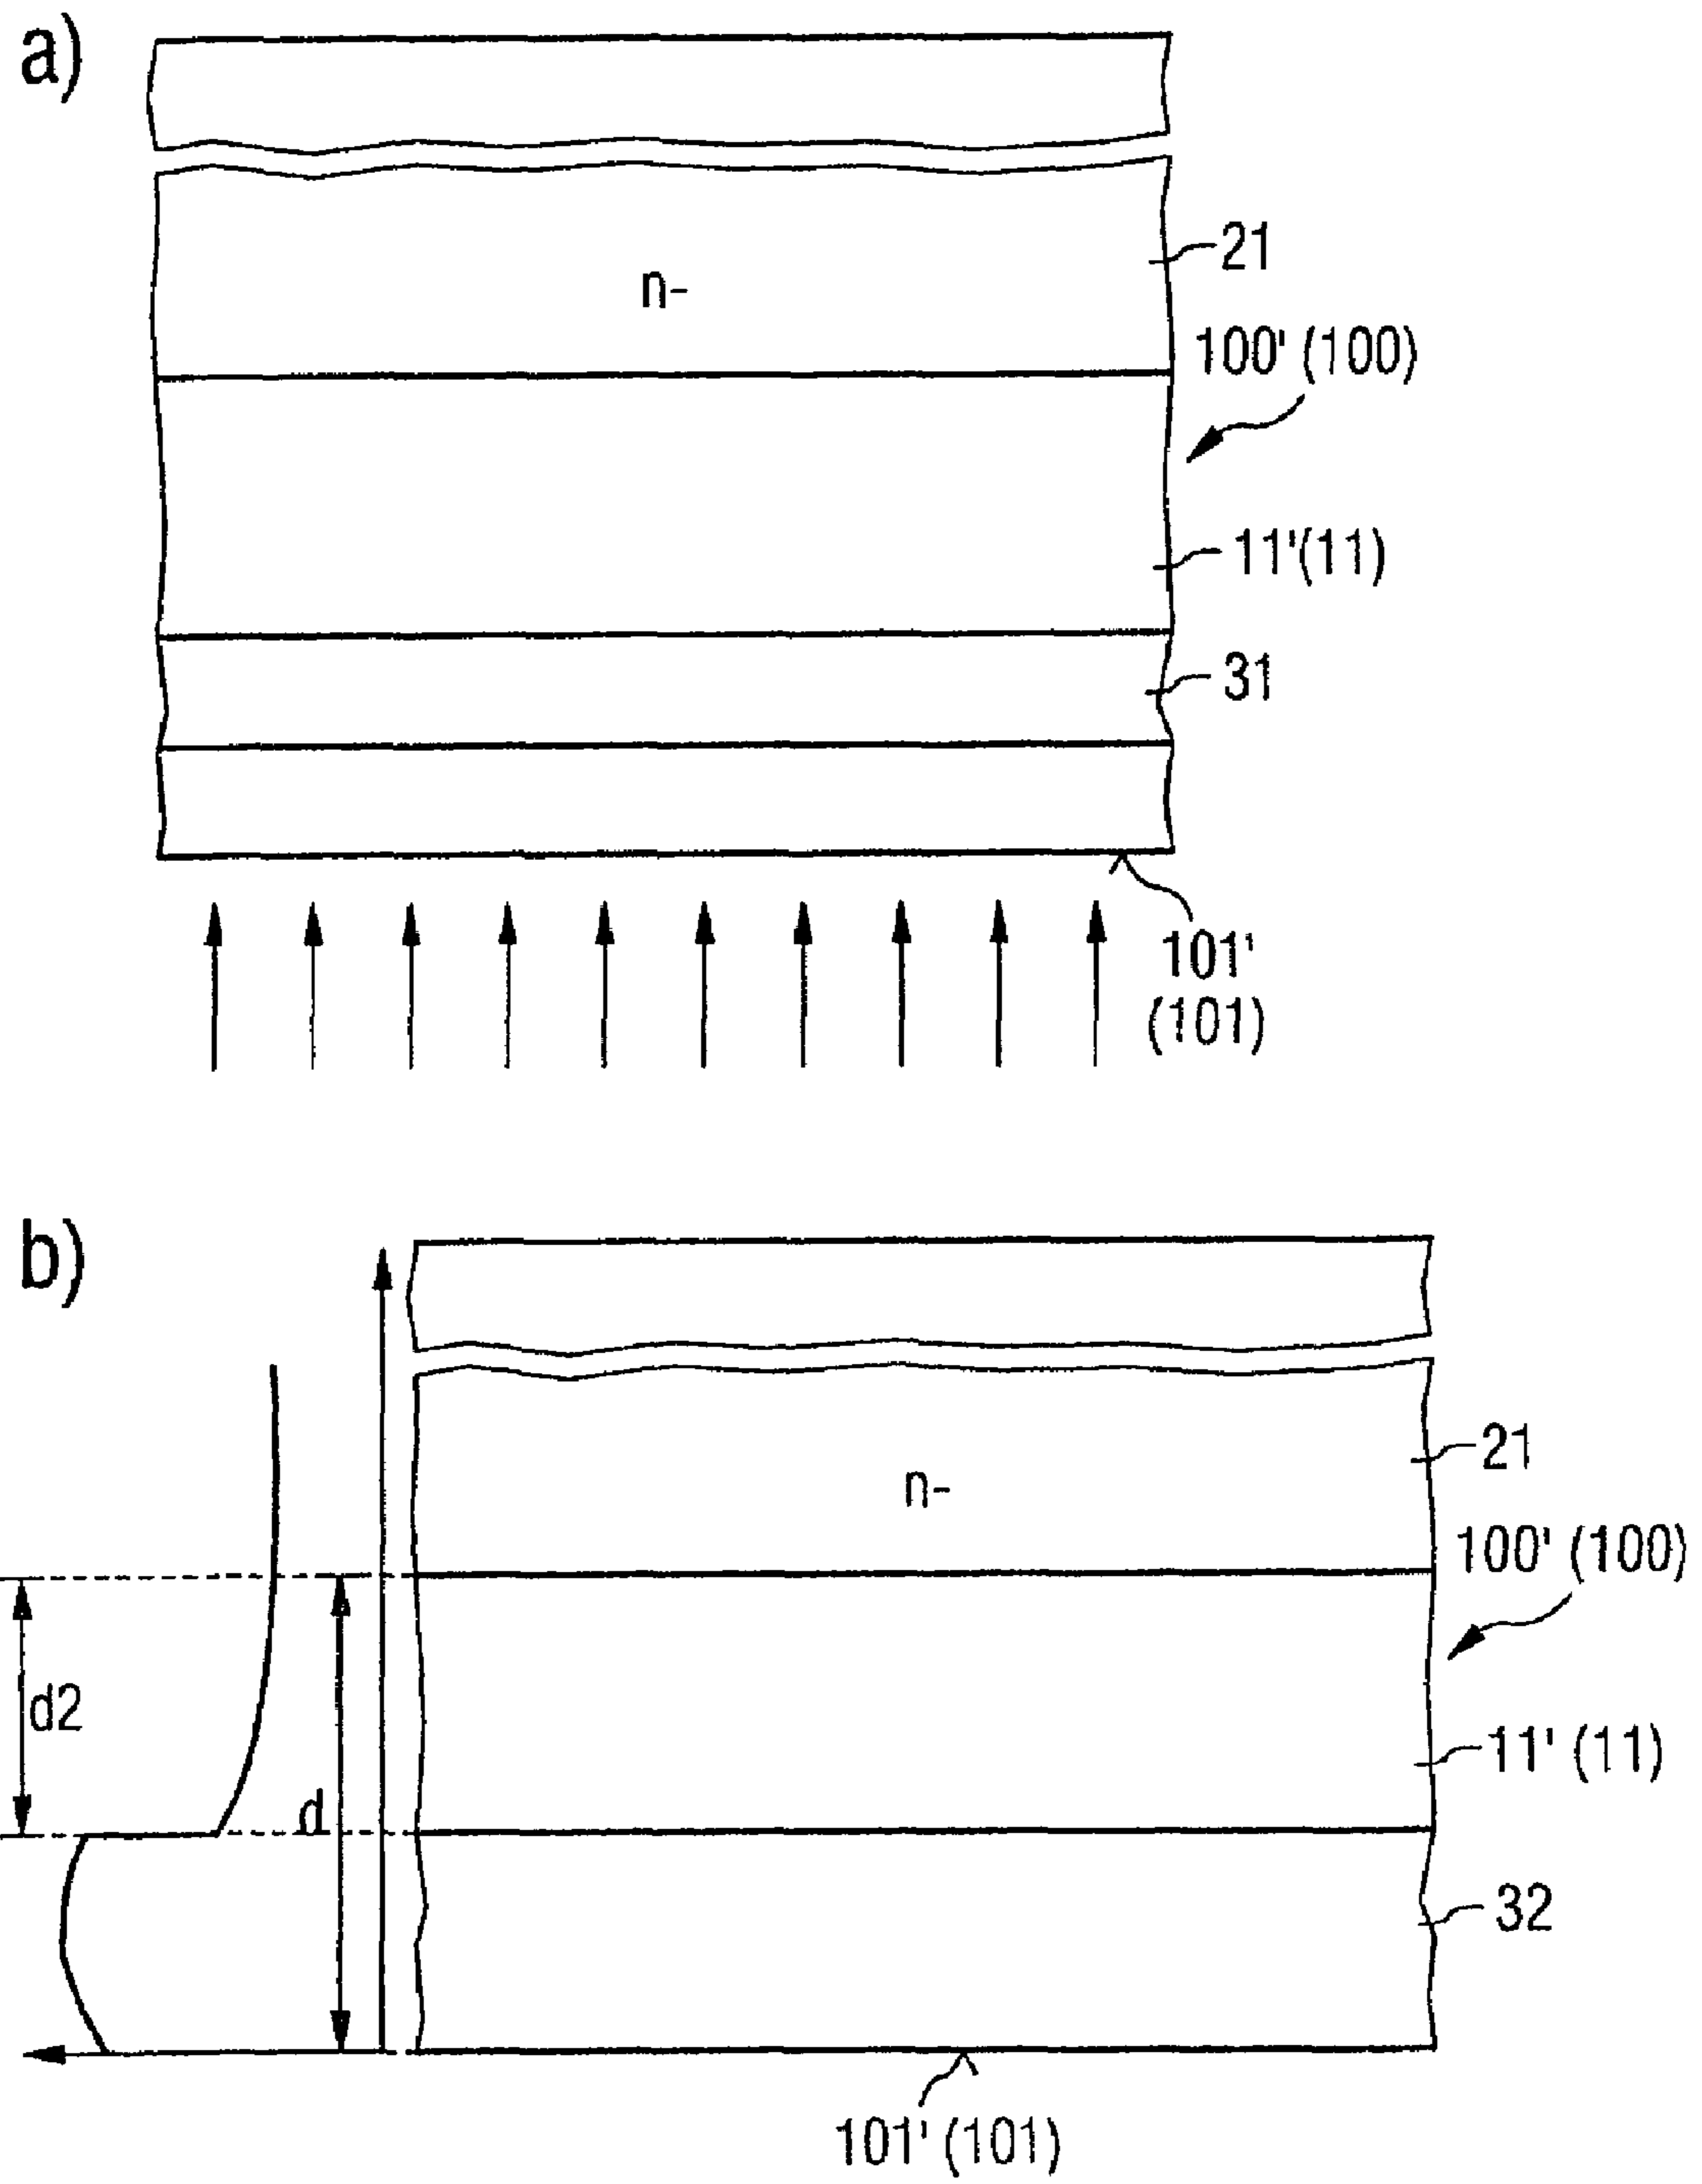 a)
n-
21
100' (100)
11'(11)
31
101'
(101)
b)
n-
21
100' (100)
d2
11' (11)
d
32
101' (101)